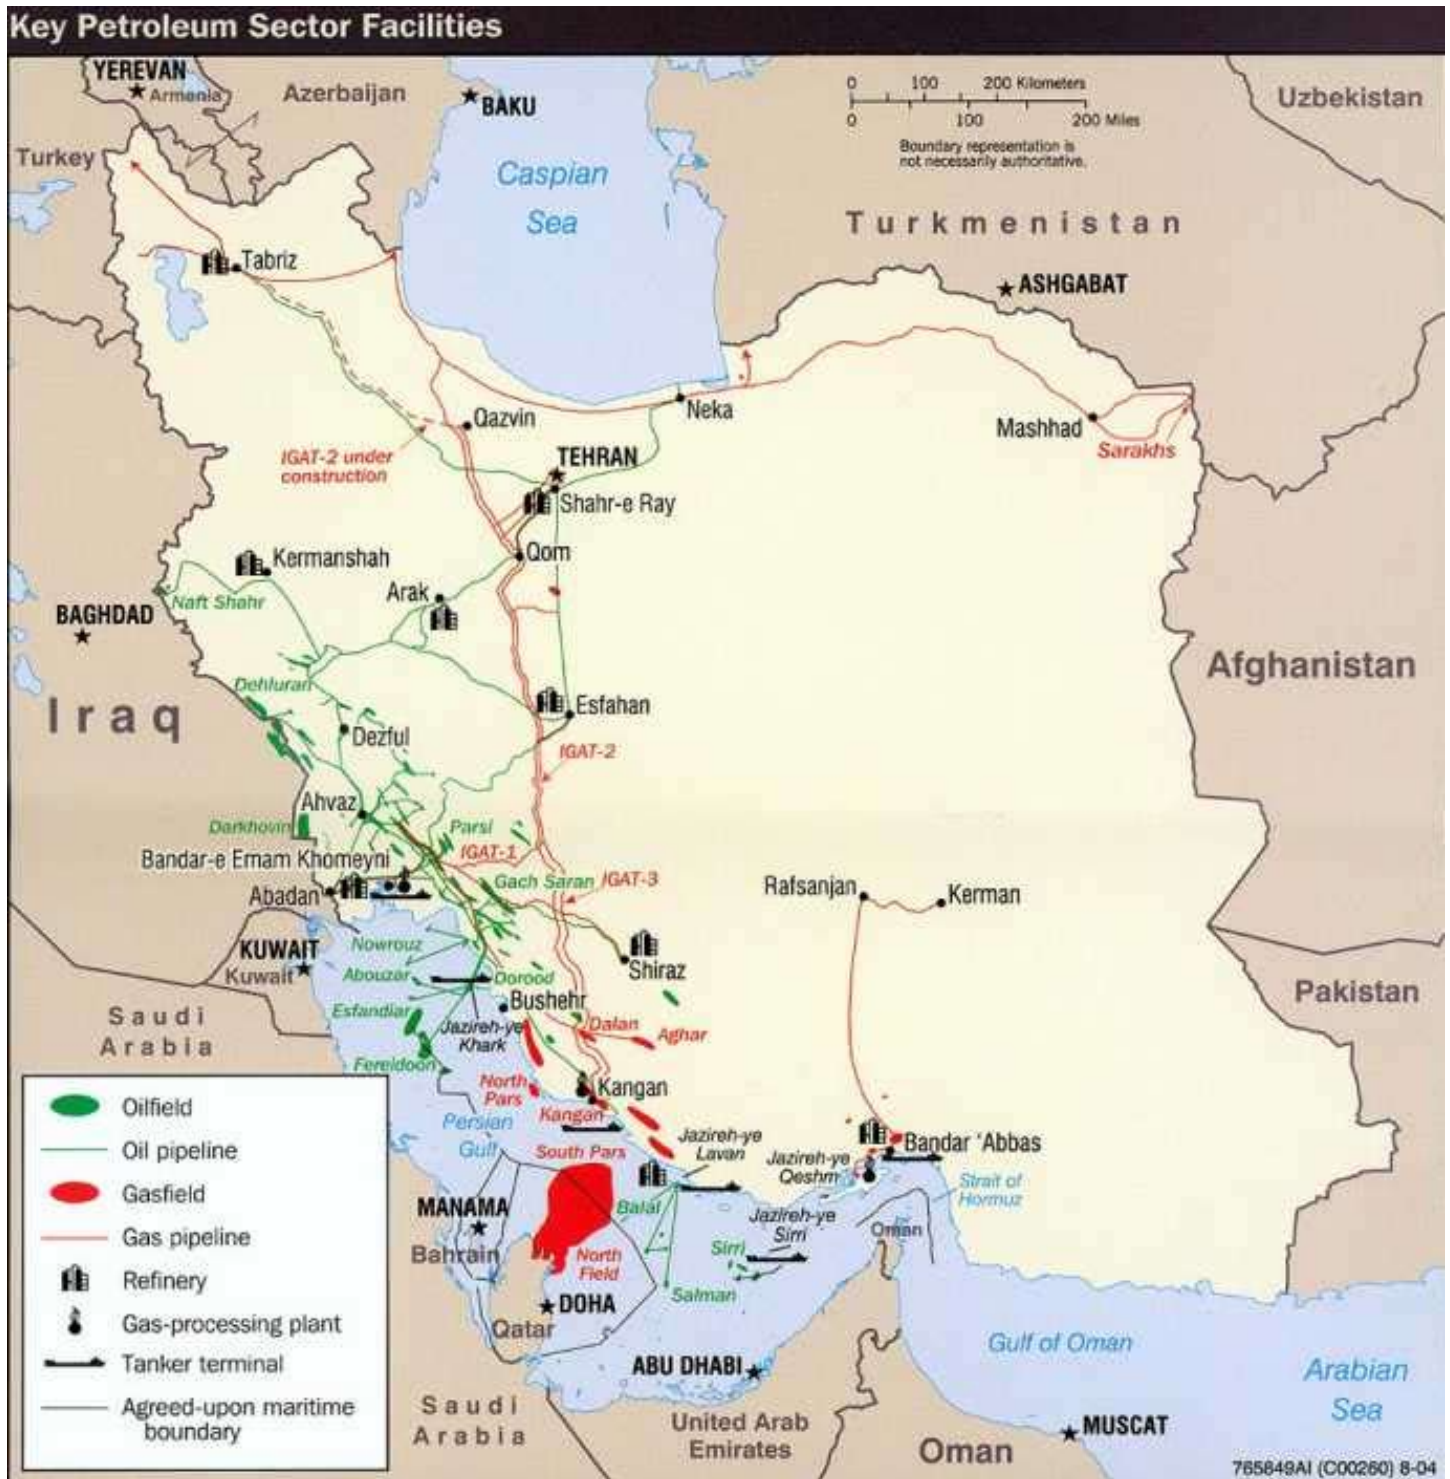 Key Petroleum Sector Facilities
YEREVAN
Armenia
Azerbaijan
BAKU
0 100 200 Kilometers
0 100 200 Miles
Boundary representation is
not necessarily authoritative.
Uzbekistan
Turkey
Caspian
Sea
Turkmenistan
ASHGABAT
Tabriz
Qazvin
Neka
Mashhad
Sarakhs
IGAT-2 under
construction
TEHRAN
Shahr-e Ray
Qom
Kermanshah
Arak
Naft Shahr
BAGHDAD
Iraq
Afghanistan
Dehluran
Esfahan
Dezful
IGAT-2
Ahvaz
Darkhovin
Parsi
IGAT-1
Bandar-e Emam Khomeyni
Gach Saran
IGAT-3
Abadan
Rafsanjan
Kerman
KUWAIT
Kuwait
Nowrouz
Shiraz
Abouzar
Dorood
Bushehr
Pakistan
Saudi
Arabia
Esfandiar
Jazireh-ye
Khark
Dalan
Aghar
Fereidoon
North
Pars
Kangan
Kangan
Persian
Gulf
South Pars
Jazireh-ye
Lavan
Jazireh-ye
Qeshm
Bandar 'Abbas
Strait of
Hormuz
MANAMA
Bahrain
Balal
Jazireh-ye
Sirri
Oman
North
Field
Sirri
Salman
DOHA
Qatar
Gulf of Oman
Arabian
Sea
ABU DHABI
Saudi
Arabia
United Arab
Emirates
Oman
MUSCAT
Oilfield
Oil pipeline
Gasfield
Gas pipeline
Refinery
Gas-processing plant
Tanker terminal
Agreed-upon maritime
boundary
765849AI (C00260) 8-04